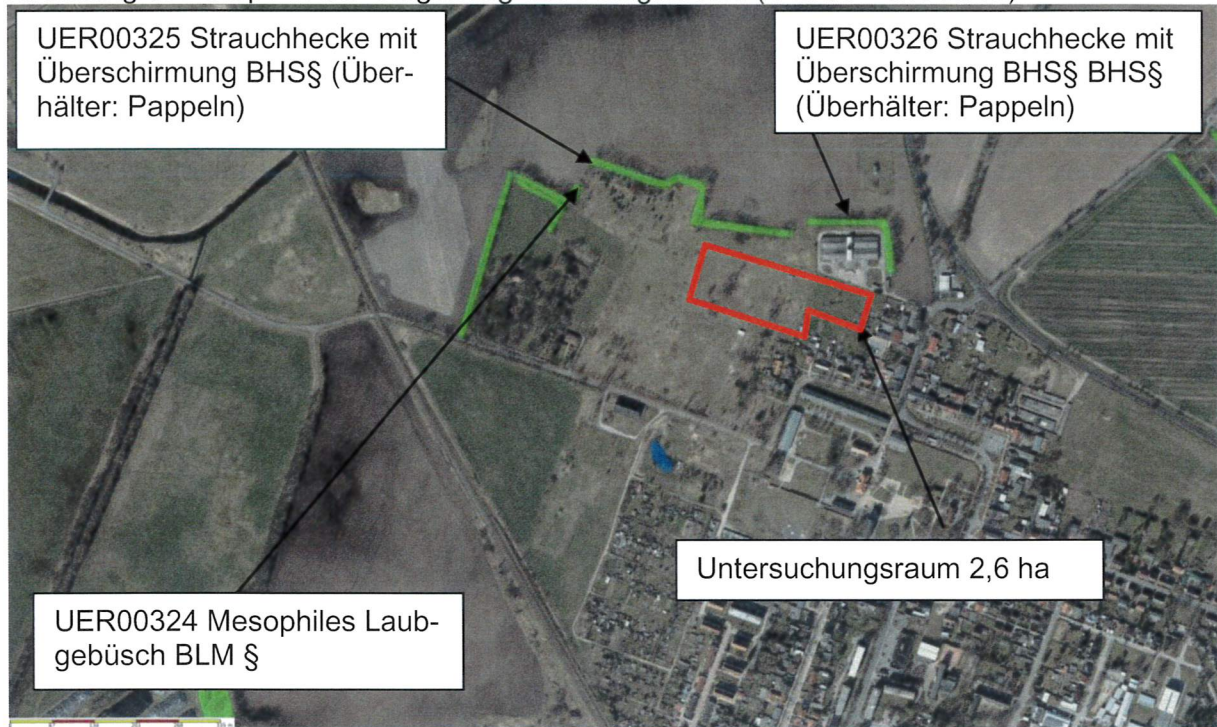 UER00325 Strauchhecke mit
Überschirmung BHS§ (Über-
hälter: Pappeln)
UER00326 Strauchhecke mit
Überschirmung BHS§ BHS§
(Überhälter: Pappeln)
Untersuchungsraum 2,6 ha
UER00324 Mesophiles Laub-
gebüsch BLM §